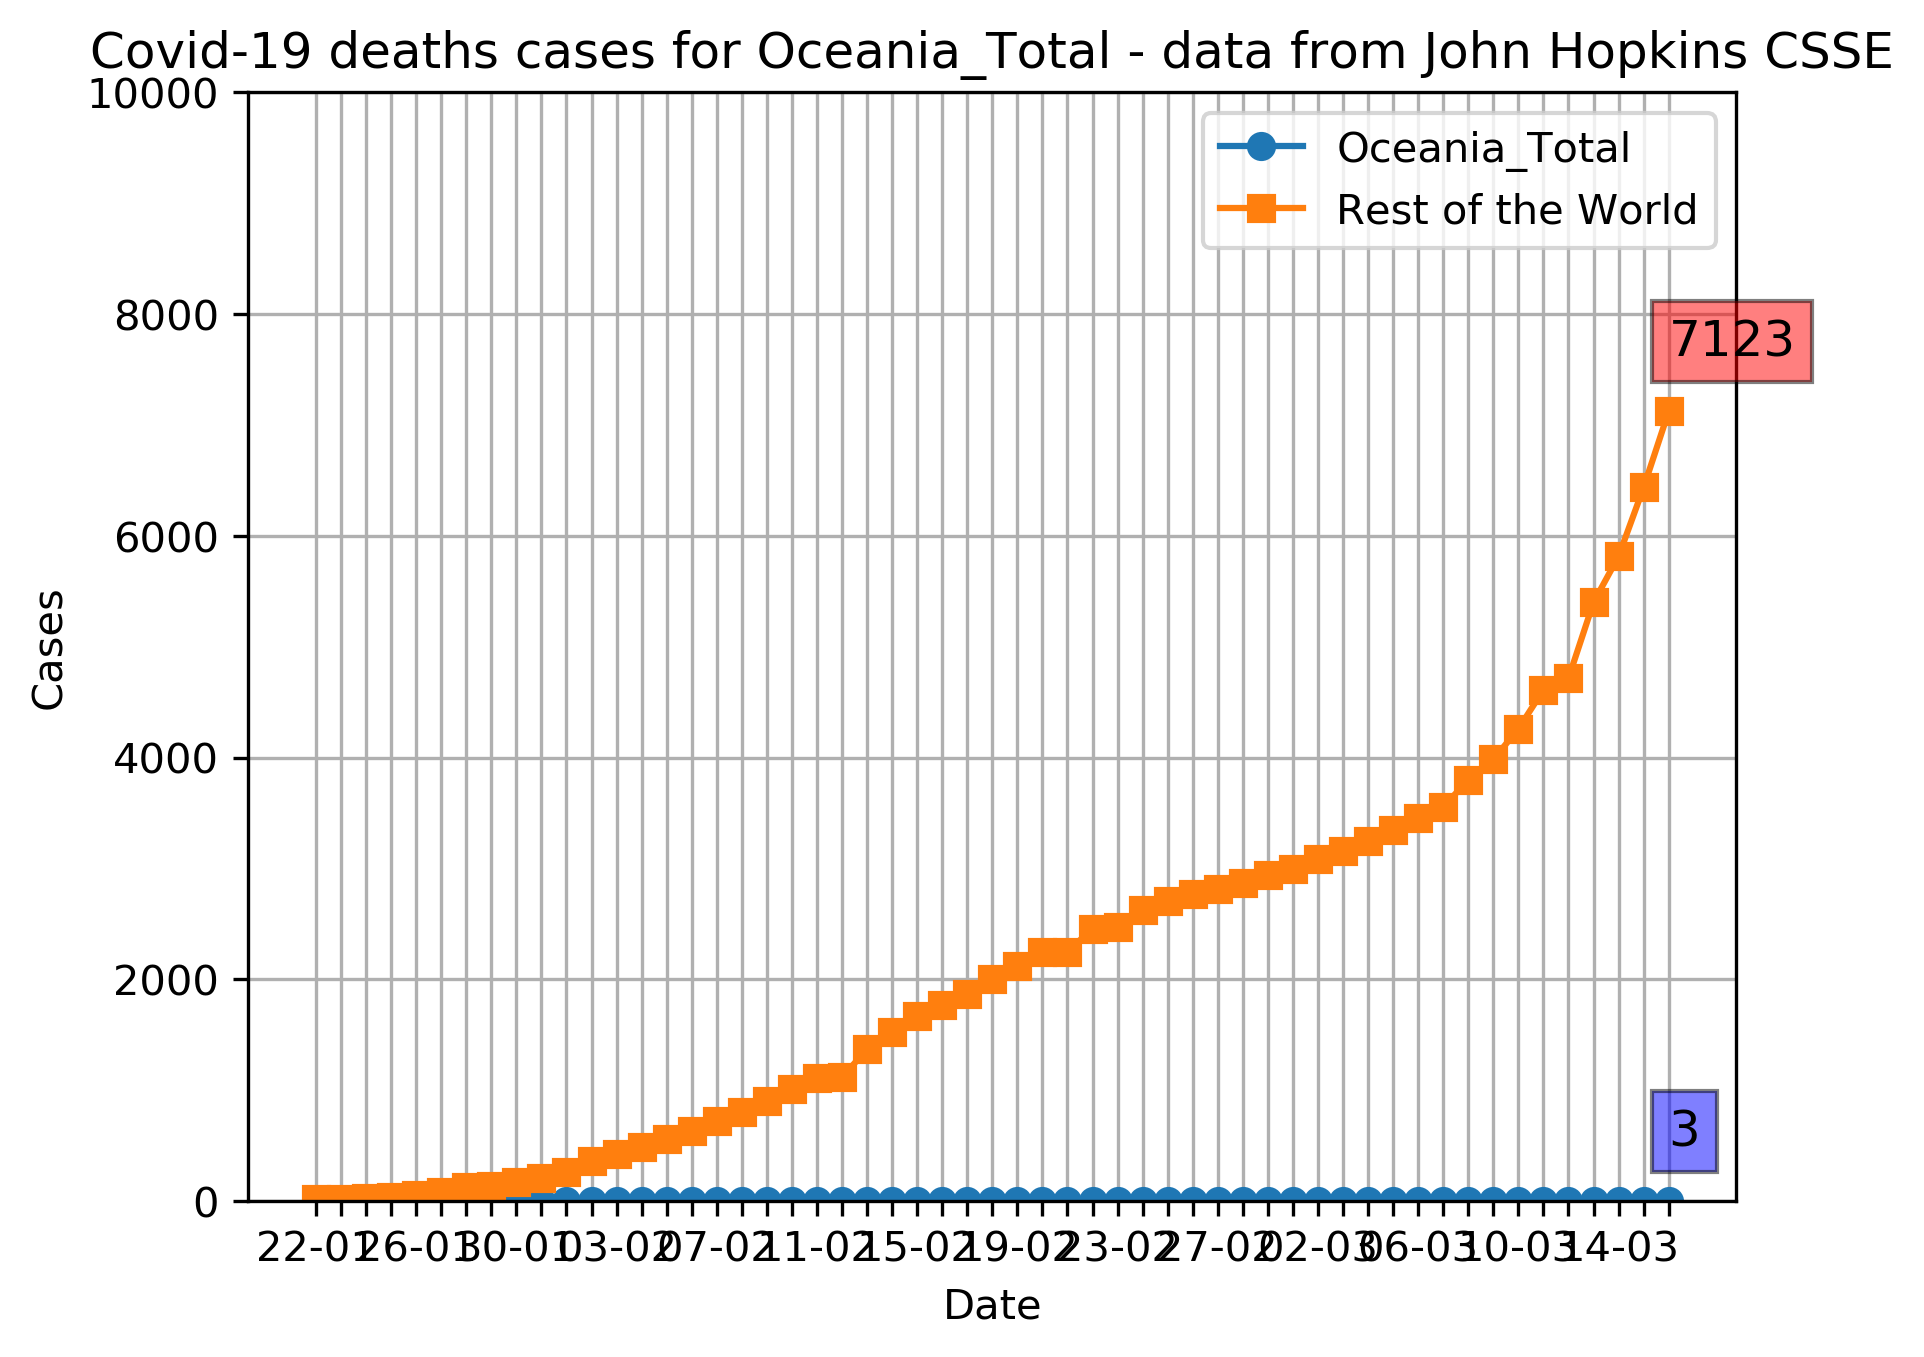 Covid-19 deaths cases for Oceania_Total - data from John Hopkins CSSE
10000
8000
6000
4000
2000
0
Cases
Oceania_Total
Rest of the World
7123
3
22-01 26-01 30-01 03-02 07-02 11-02 15-02 19-02 23-02 27-02 02-03 06-03 10-03 14-03
Date